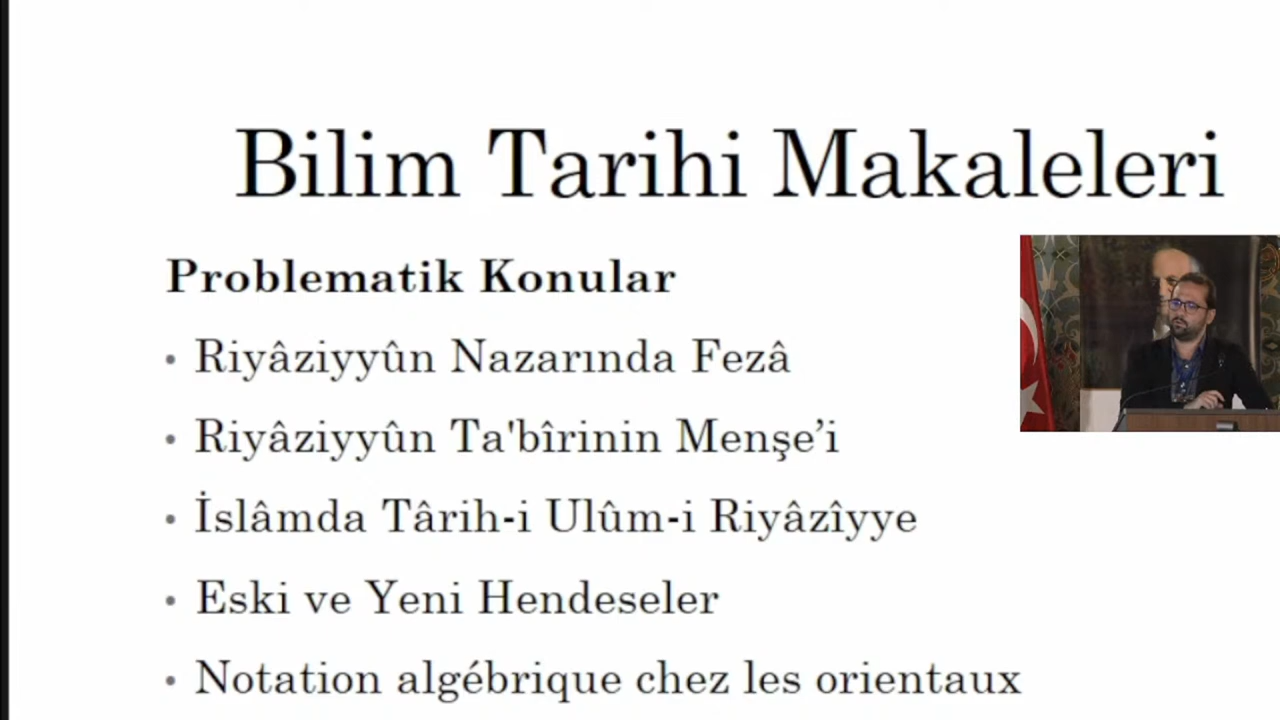 Bilim Tarihi Makaleleri
Problematik Konular
• Riyâziyyûn Nazarında Fezâ
• Riyâziyyûn Ta'bîrinin Menşe’i
• İslâmda Târih-i Ulûm-i Riyâzîyye
• Eski ve Yeni Hendeseler
• Notation algébrique chez les orientaux